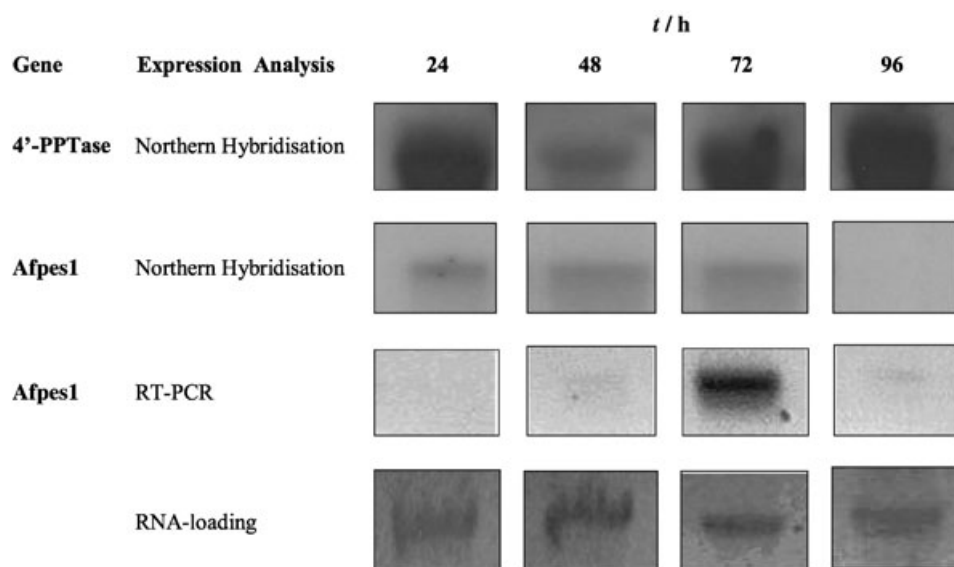 t / h
Gene Expression Analysis 24 48 72 96
4'-PPTase Northern Hybridisation
Afpes1 Northern Hybridisation
Afpes1 RT-PCR
RNA-loading